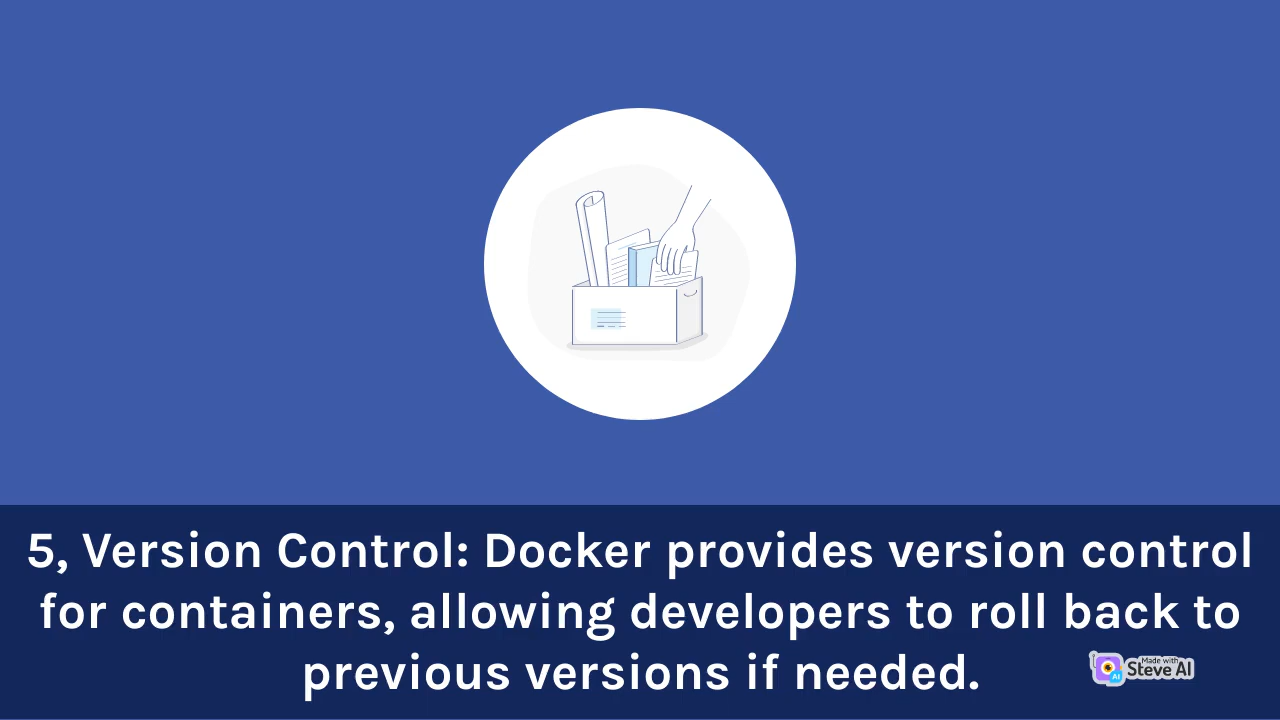 5, Version Control: Docker provides version control
for containers, allowing developers to roll back to
previous versions if needed.
Made with
Steve AI
AI